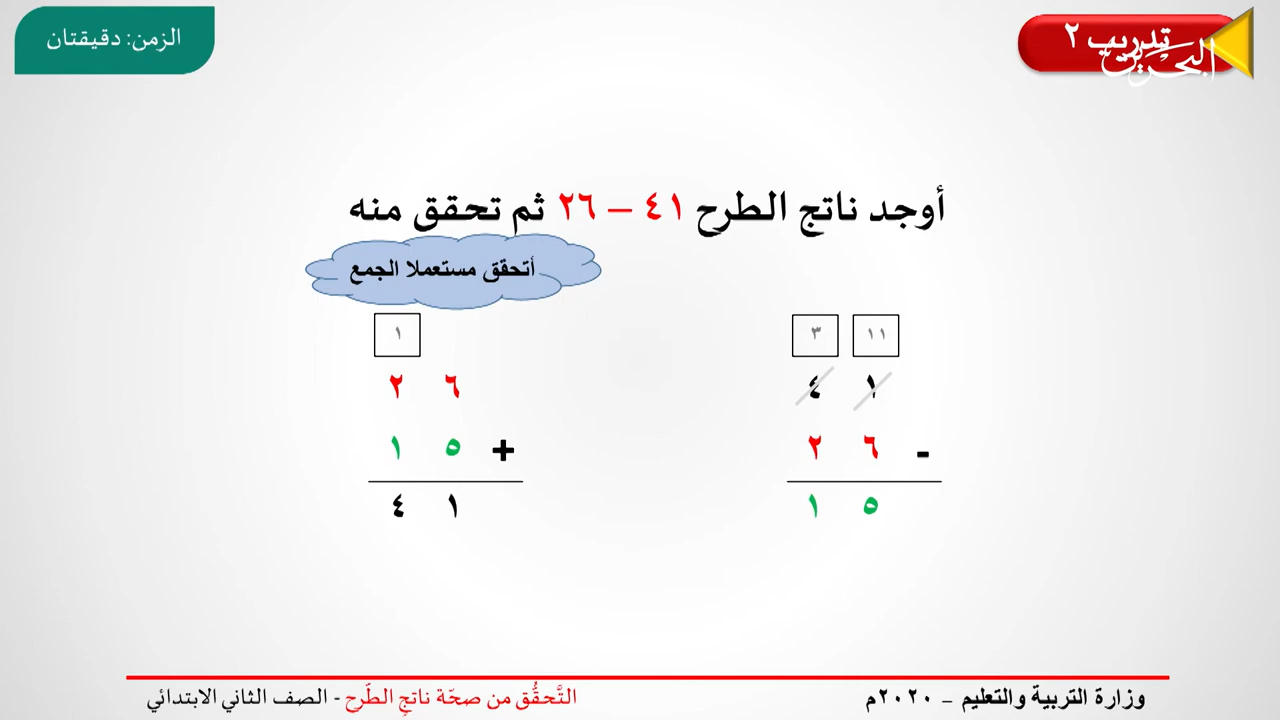 تدريب ٢
البحرين
الزمن: دقيقتان
أوجد ناتج الطرح ٤١ – ٢٦ ثم تحقق منه
أتحقق مستعملا الجمع
٣ ١١
٤ ١
٢ ٦ -
١ ٥
١
٢ ٦
١ ٥ +
٤ ١
وزارة التربية والتعليم – ٢٠٢٠م
التَّحقُّق من صحّة ناتجِ الطّرح - الصف الثاني الابتدائي